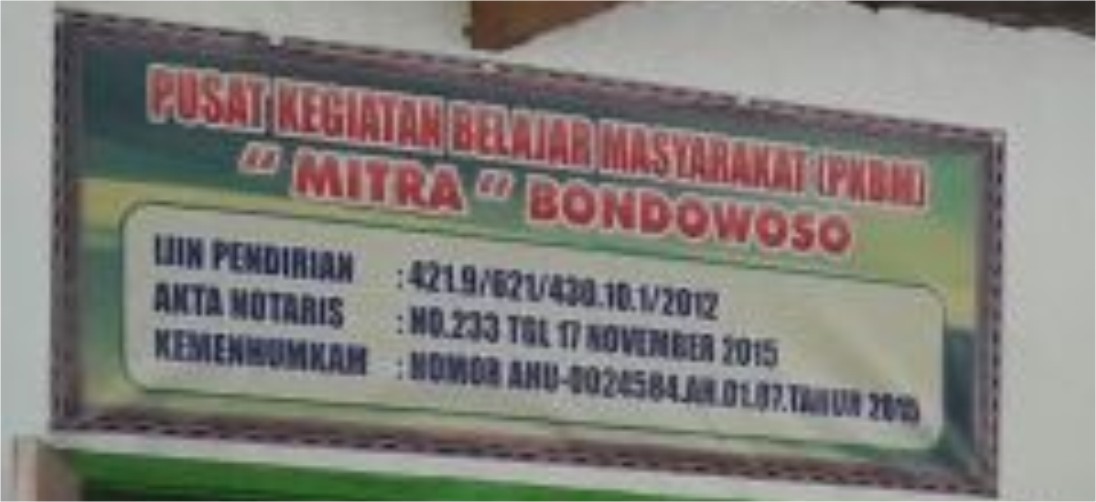 PUSAT KEGIATAN BELAJAR MASYARAKAT (PKBM)
“ MITRA “ BONDOWOSO
IJIN PENDIRIAN : 421.9/621/430.10.1/2012
AKTA NOTARIS : NO.233 TGL 17 NOVEMBER 2015
KEMENHUMKAM : NOMOR AHU-0024584.AH.01.07.TAHUN 2015